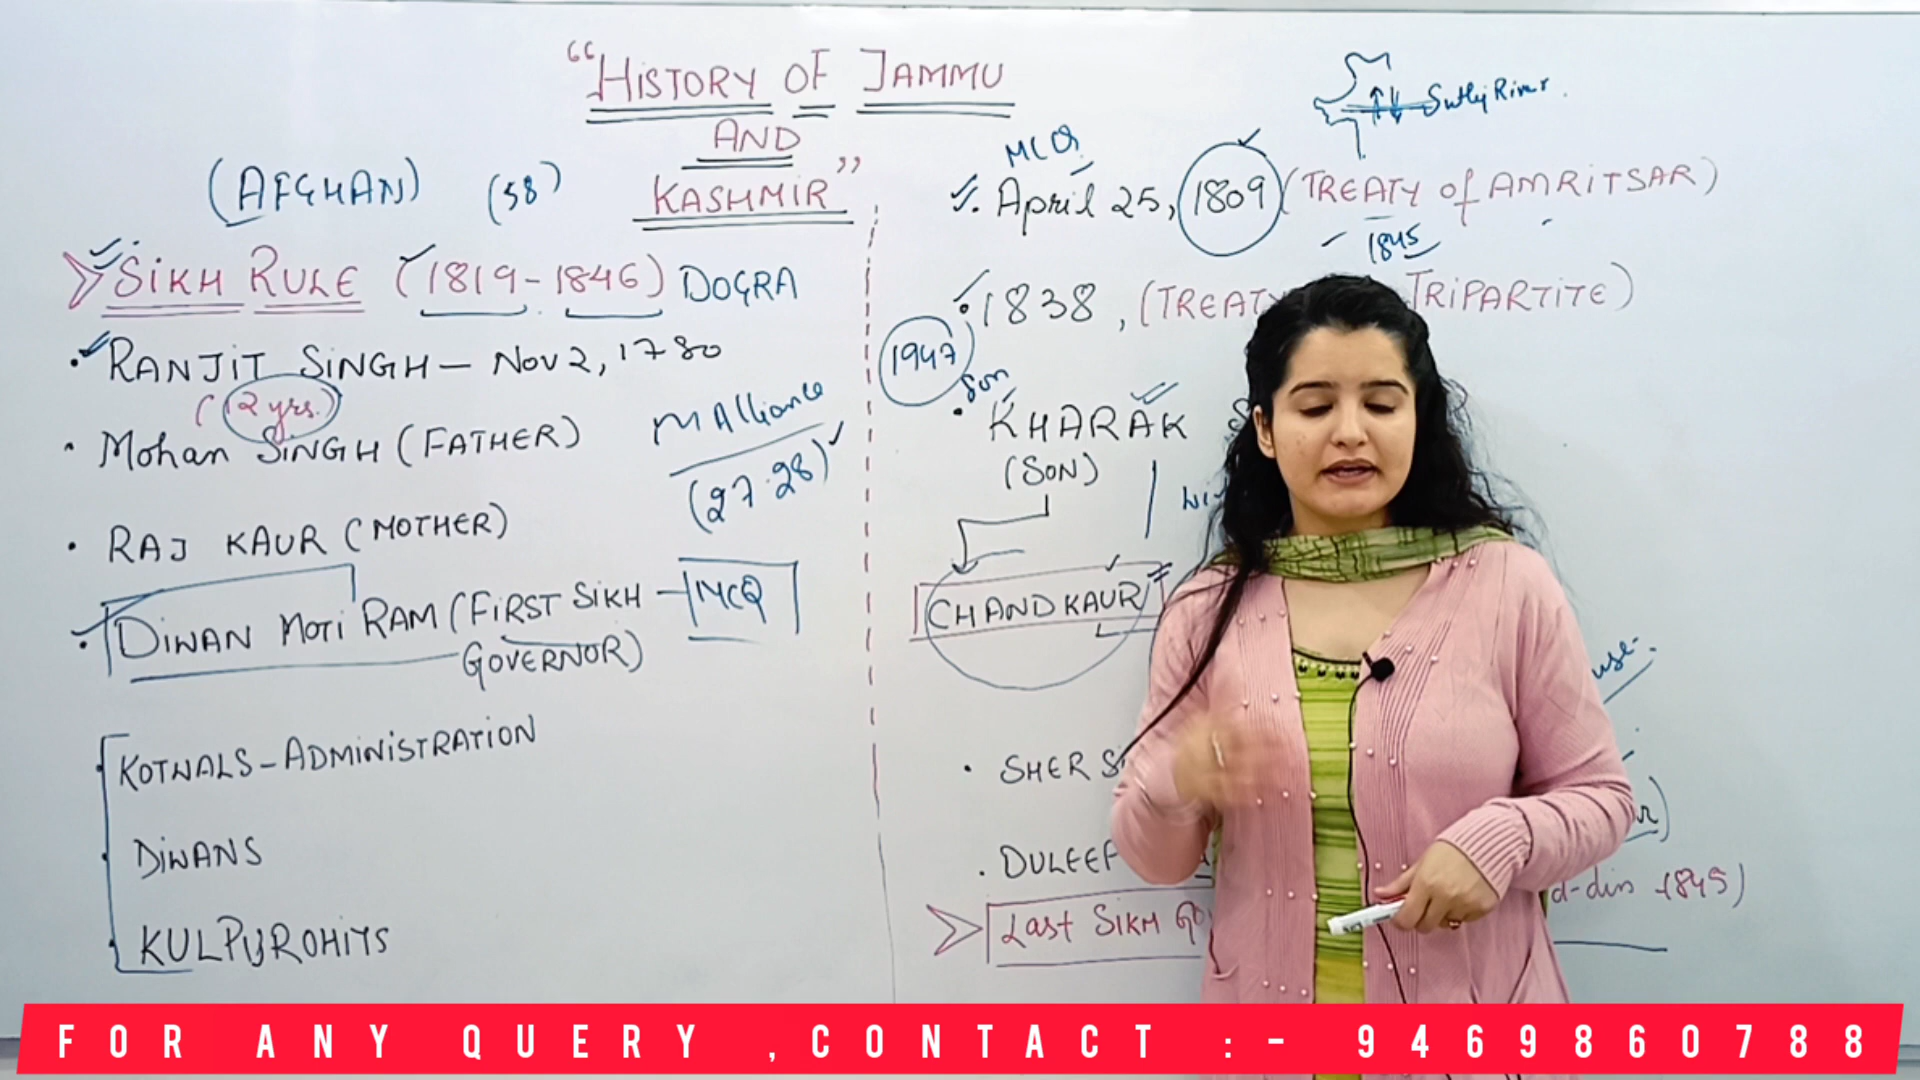 "HISTORY OF JAMMU
AND
KASHMIR"
(AFGHAN) (58)
SIKH RULE (1819-1846) DOGRA
RANJIT SINGH - NOV 2, 1780
(12 yrs.)
Mohan SINGH (FATHER)
M Alliance
(27-28)
RAJ KAUR (MOTHER)
DIWAN MOTI RAM (FIRST SIKH - MCQ
GOVERNOR)
KOTWALS - ADMINISTRATION
DIWANS
KULPUROHITS
Sutlej River.
MCQ
April 25, 1809 (TREATY of AMRITSAR)
1845
1838, (TREATY TRIPARTITE)
1947
Son
KHARAK
(SON)
CHAND KAUR
use.
SHER
DULEEP
d-din 1845)
Last SIKH
FOR ANY QUERY ,CONTACT :- 9469860788